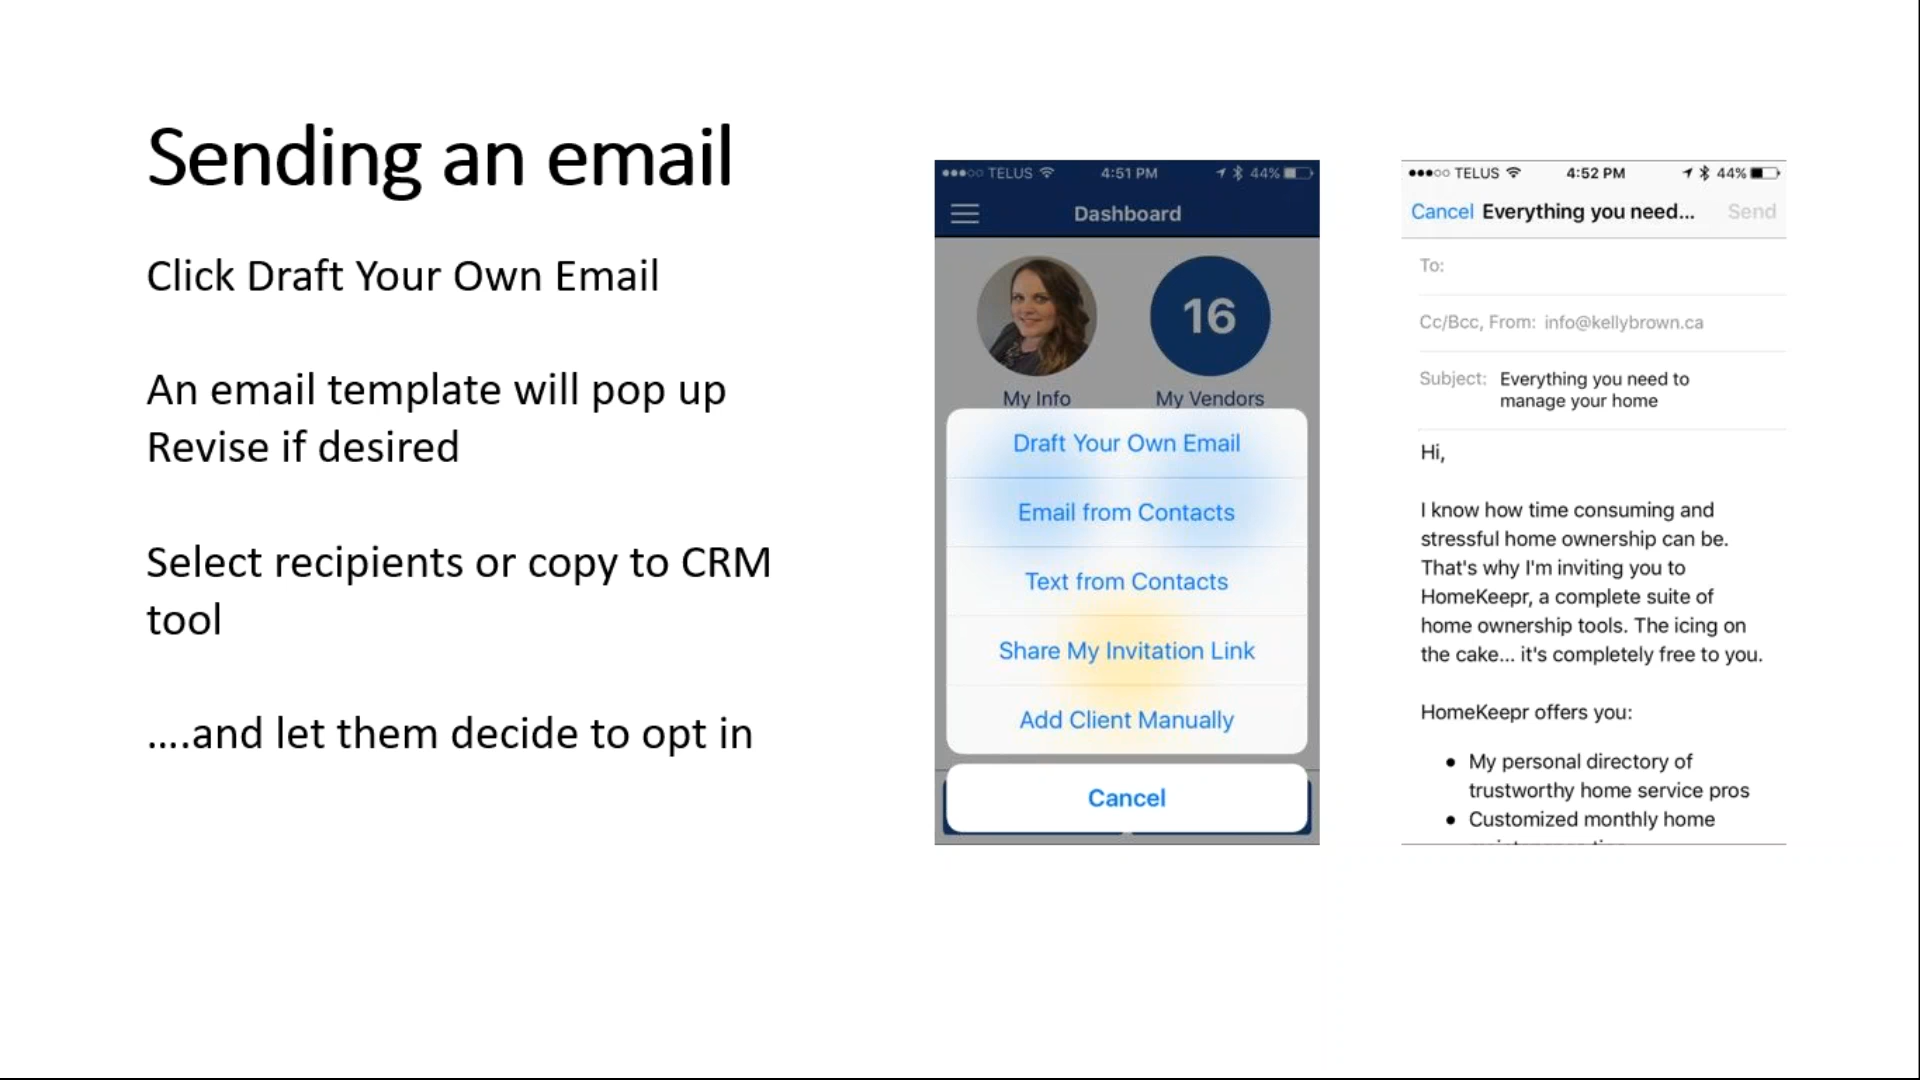 Sending an email
Click Draft Your Own Email
An email template will pop up
Revise if desired
Select recipients or copy to CRM
tool
....and let them decide to opt in
TELUS 4:51 PM 44%
Dashboard
16
My Info My Vendors
Draft Your Own Email
Email from Contacts
Text from Contacts
Share My Invitation Link
Add Client Manually
Cancel
TELUS 4:52 PM 44%
Cancel Everything you need... Send
To:
Cc/Bcc, From: info@kellybrown.ca
Subject: Everything you need to
manage your home
Hi,
I know how time consuming and
stressful home ownership can be.
That's why I'm inviting you to
HomeKeepr, a complete suite of
home ownership tools. The icing on
the cake... it's completely free to you.
HomeKeepr offers you:
• My personal directory of
trustworthy home service pros
• Customized monthly home